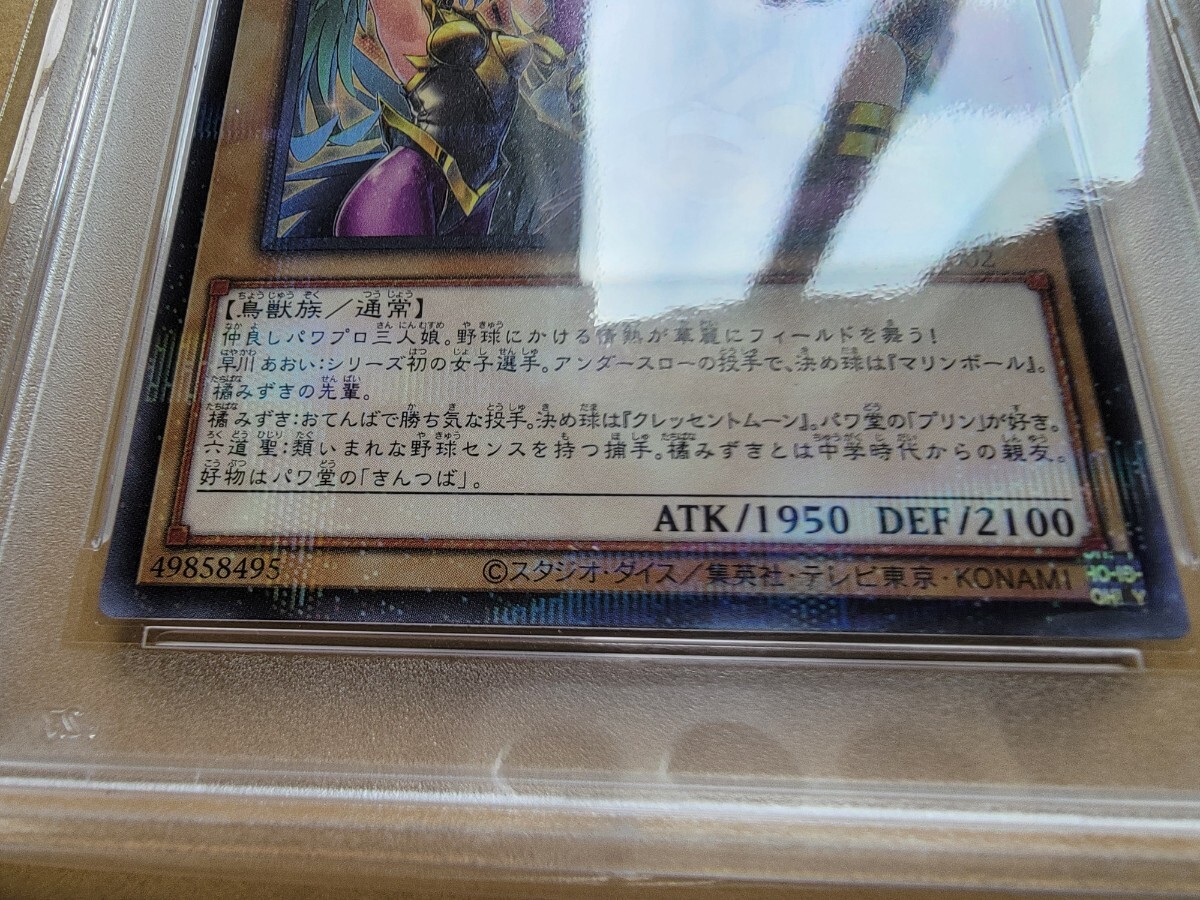 002
【鳥獣族／通常】
仲良しパワプロ三人娘。野球にかける情熱が華麗にフィールドを舞う！
早川あおい：シリーズ初の女子選手。アンダースローの投手で、決め球は『マリンボール』。
橘みずきの先輩。
橘みずき：おてんばで勝ち気な投手。決め球は『クレッセントムーン』。パワ堂の「プリン」が好き。
六道 聖：類いまれな野球センスを持つ捕手。橘みずきとは中学時代からの親友。
好物はパワ堂の「きんつば」。
ATK/1950 DEF/2100
49858495
©スタジオ・ダイス／集英社・テレビ東京・KONAMI